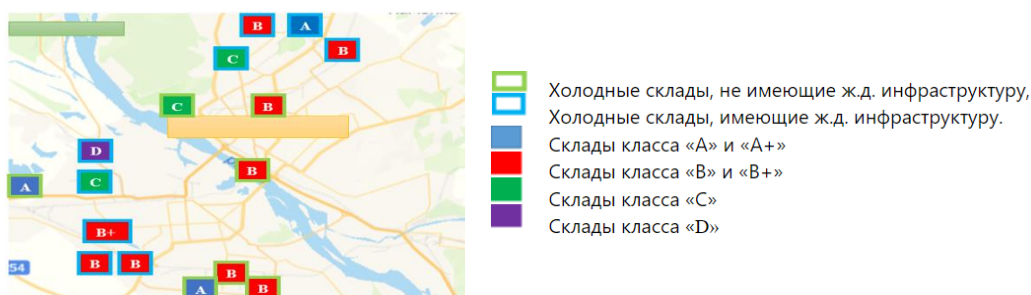 B
A
B
C
C
B
D
B
A
C
B+
B
B
54
B
A
B
Холодные склады, не имеющие ж.д. инфраструктуру,
Холодные склады, имеющие ж.д. инфраструктуру.
Склады класса «А» и «А+»
Склады класса «В» и «В+»
Склады класса «С»
Склады класса «D»